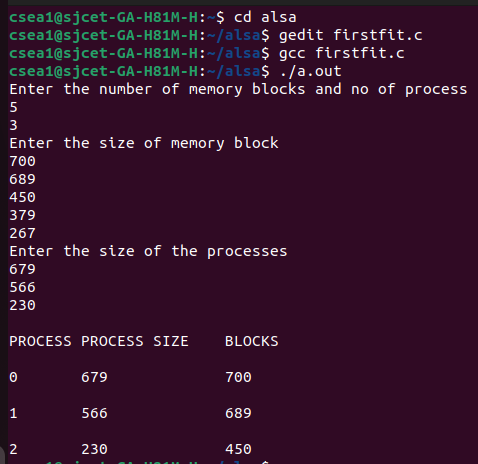 csea1@sjcet-GA-H81M-H:~$ cd alsa
csea1@sjcet-GA-H81M-H:~/alsa$ gedit firstfit.c
csea1@sjcet-GA-H81M-H:~/alsa$ gcc firstfit.c
csea1@sjcet-GA-H81M-H:~/alsa$ ./a.out
Enter the number of memory blocks and no of process
5
3
Enter the size of memory block
700
689
450
379
267
Enter the size of the processes
679
566
230
PROCESS PROCESS SIZE    BLOCKS
0       679             700
1       566             689
2       230             450